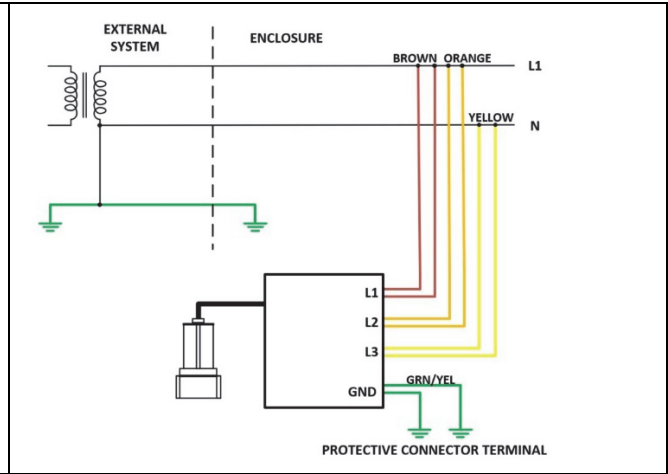 EXTERNAL
SYSTEM
ENCLOSURE
BROWN ORANGE
L1
YELLOW
N
L1
L2
L3
GRN/YEL
GND
PROTECTIVE CONNECTOR TERMINAL